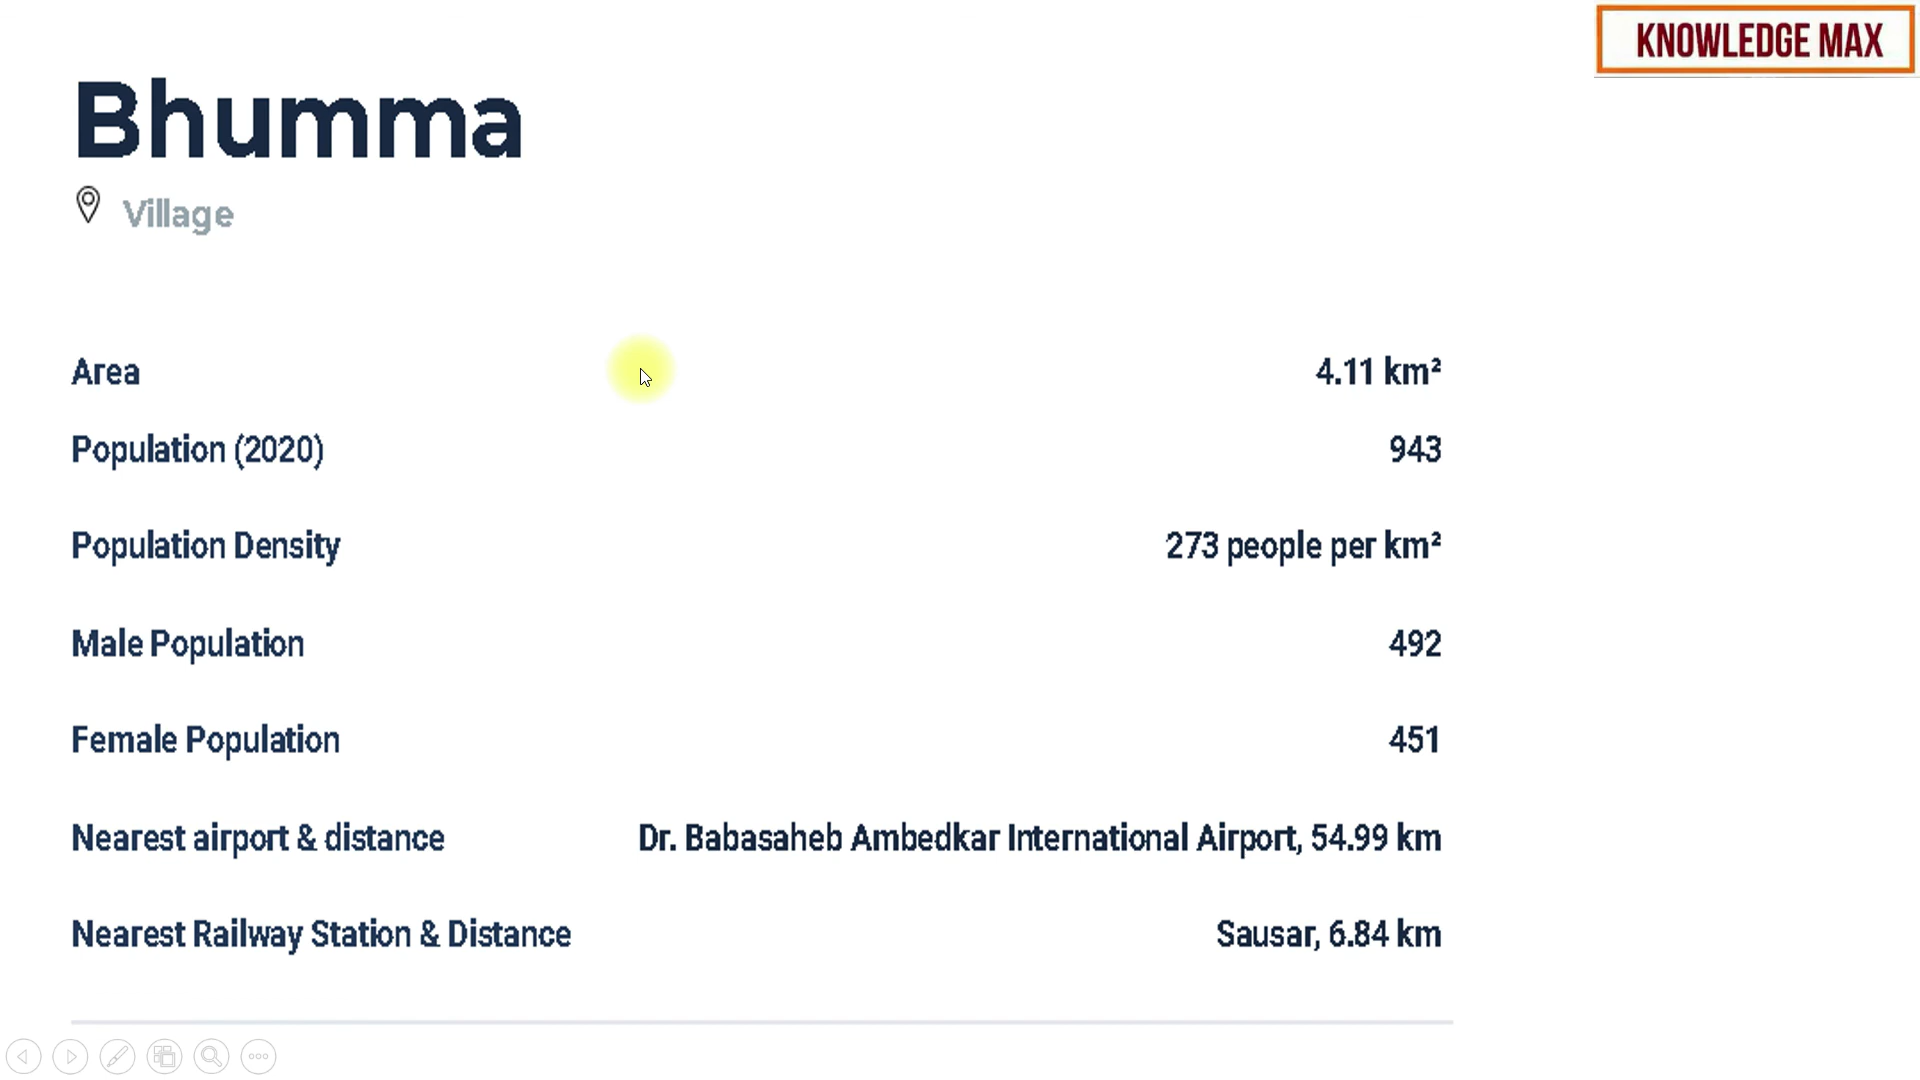 KNOWLEDGE MAX
Bhumma
Village
Area 4.11 km²
Population (2020) 943
Population Density 273 people per km²
Male Population 492
Female Population 451
Nearest airport & distance Dr. Babasaheb Ambedkar International Airport, 54.99 km
Nearest Railway Station & Distance Sausar, 6.84 km